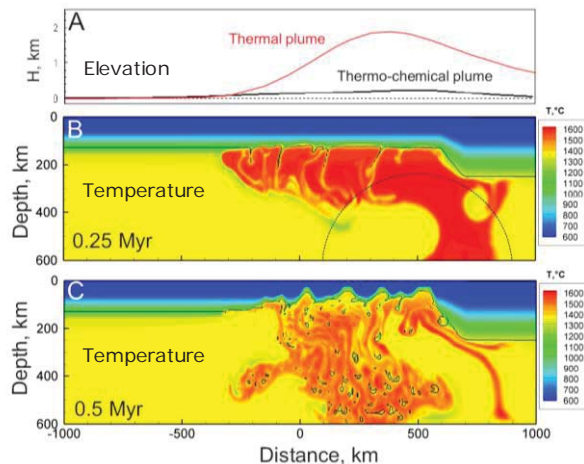 A
H, km
2
1
0
Elevation
Thermal plume
Thermo-chemical plume
B
Depth, km
0
200
400
600
Temperature
0.25 Myr
T,°C
1600
1500
1400
1300
1200
1100
1000
900
800
700
600
C
Depth, km
0
200
400
600
Temperature
0.5 Myr
T,°C
1600
1500
1400
1300
1200
1100
1000
900
800
700
600
-1000
-500
0
500
1000
Distance, km